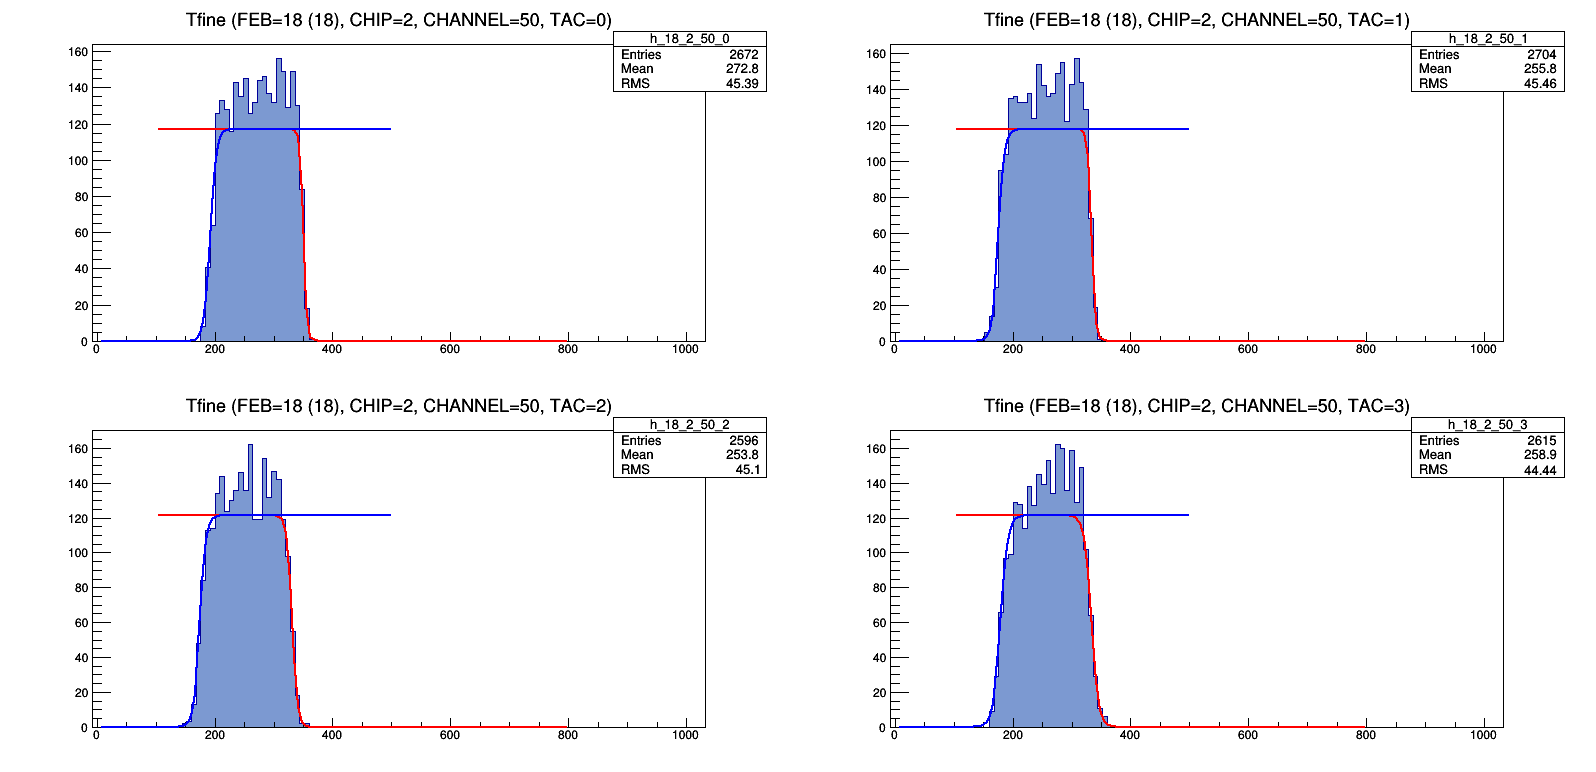 Tfine (FEB=18 (18), CHIP=2, CHANNEL=50, TAC=0)
h_18_2_50_0
Entries 2672
Mean 272.8
RMS 45.39
160
140
120
100
80
60
40
20
0
0 200 400 600 800 1000
Tfine (FEB=18 (18), CHIP=2, CHANNEL=50, TAC=1)
h_18_2_50_1
Entries 2704
Mean 255.8
RMS 45.46
160
140
120
100
80
60
40
20
0
0 200 400 600 800 1000
Tfine (FEB=18 (18), CHIP=2, CHANNEL=50, TAC=2)
h_18_2_50_2
Entries 2596
Mean 253.8
RMS 45.1
160
140
120
100
80
60
40
20
0
0 200 400 600 800 1000
Tfine (FEB=18 (18), CHIP=2, CHANNEL=50, TAC=3)
h_18_2_50_3
Entries 2615
Mean 258.9
RMS 44.44
160
140
120
100
80
60
40
20
0
0 200 400 600 800 1000